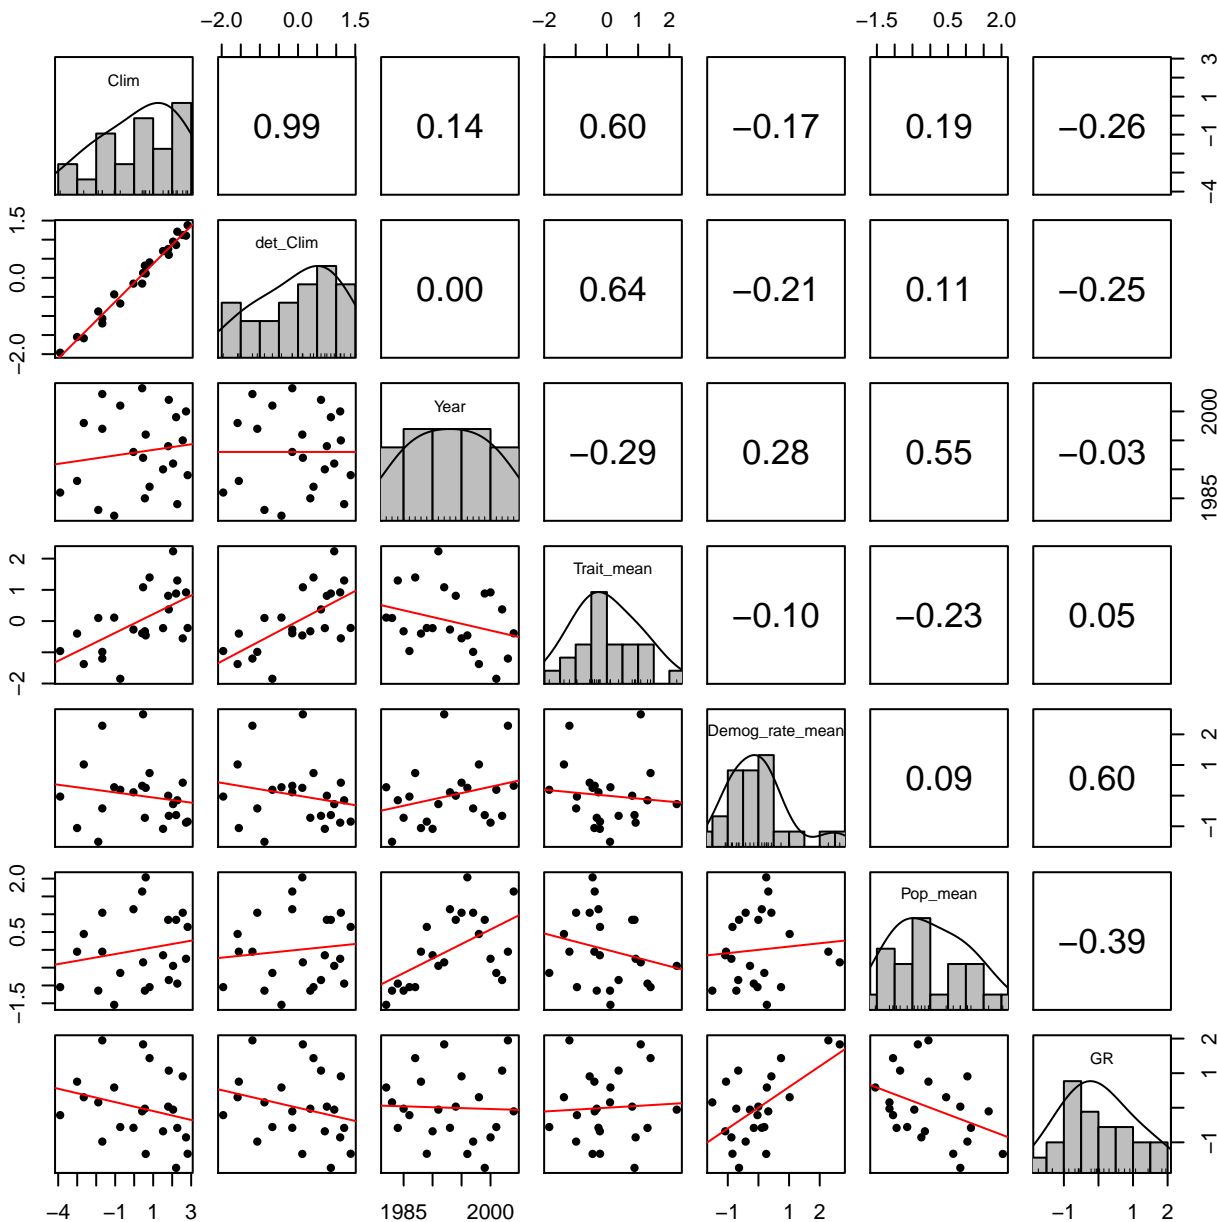 −2.0 0.0 1.5 −2 0 1 2 −1.5 0.5 2.0
Clim 0.99 0.14 0.60 −0.17 0.19 −0.26
−4 −1 1 3
−2.0 0.0 1.5
det_Clim 0.00 0.64 −0.21 0.11 −0.25
Year −0.29 0.28 0.55 −0.03
1985 2000
−2 0 1 2
Trait_mean −0.10 −0.23 0.05
Demog_rate_mean 0.09 0.60
−1 1 2
−1.5 0.5 2.0
Pop_mean −0.39
GR
−1 1 2
−4 −1 1 3 1985 2000 −1 1 2 −1 1 2